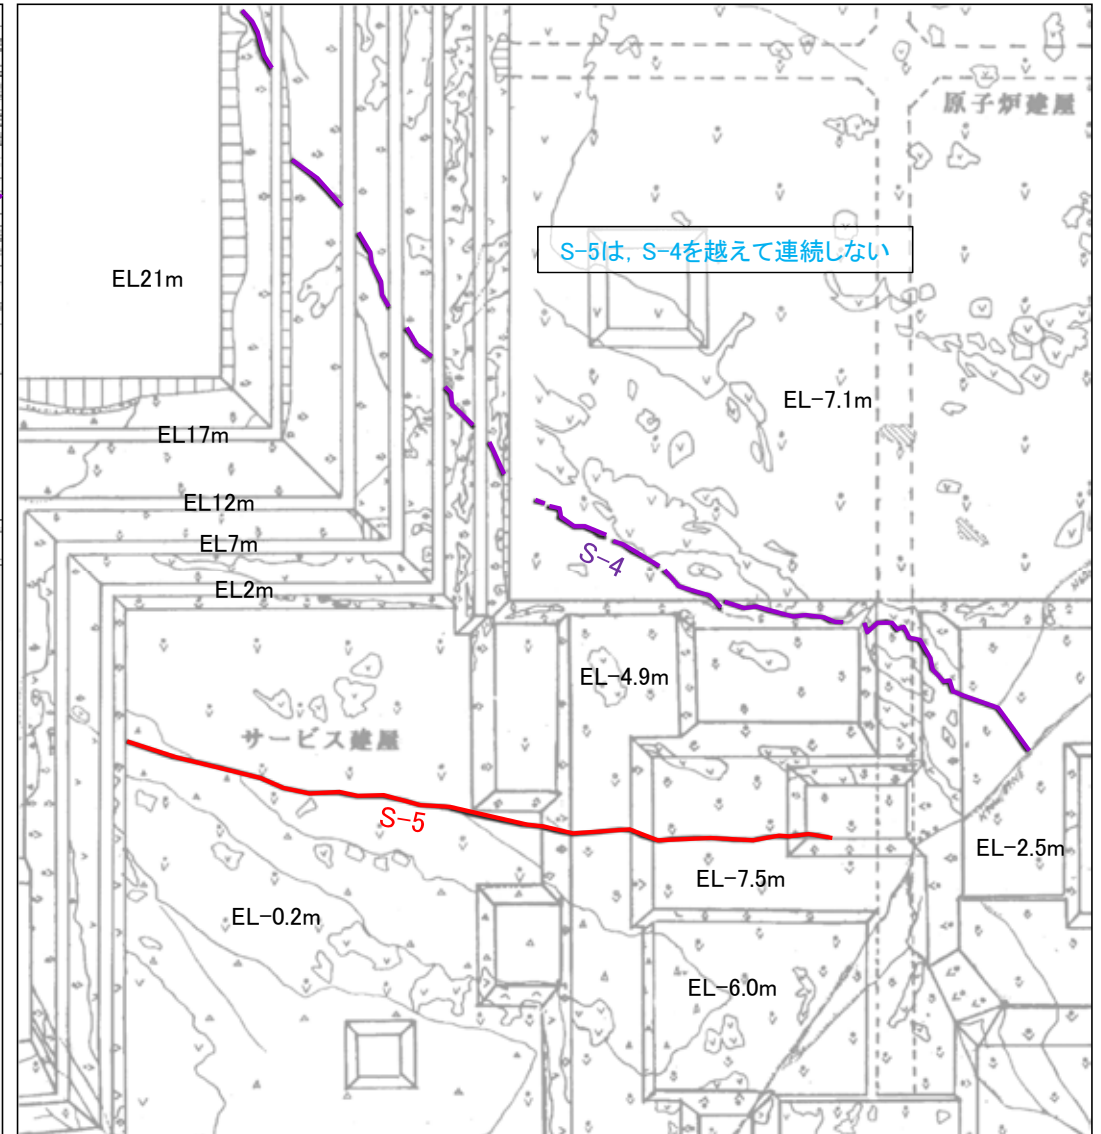 原子炉建屋
S-5は，S-4を越えて連続しない
EL21m
EL-7.1m
EL17m
EL12m
EL7m
S-4
EL2m
EL-4.9m
サービス建屋
S-5
EL-2.5m
EL-7.5m
EL-0.2m
EL-6.0m